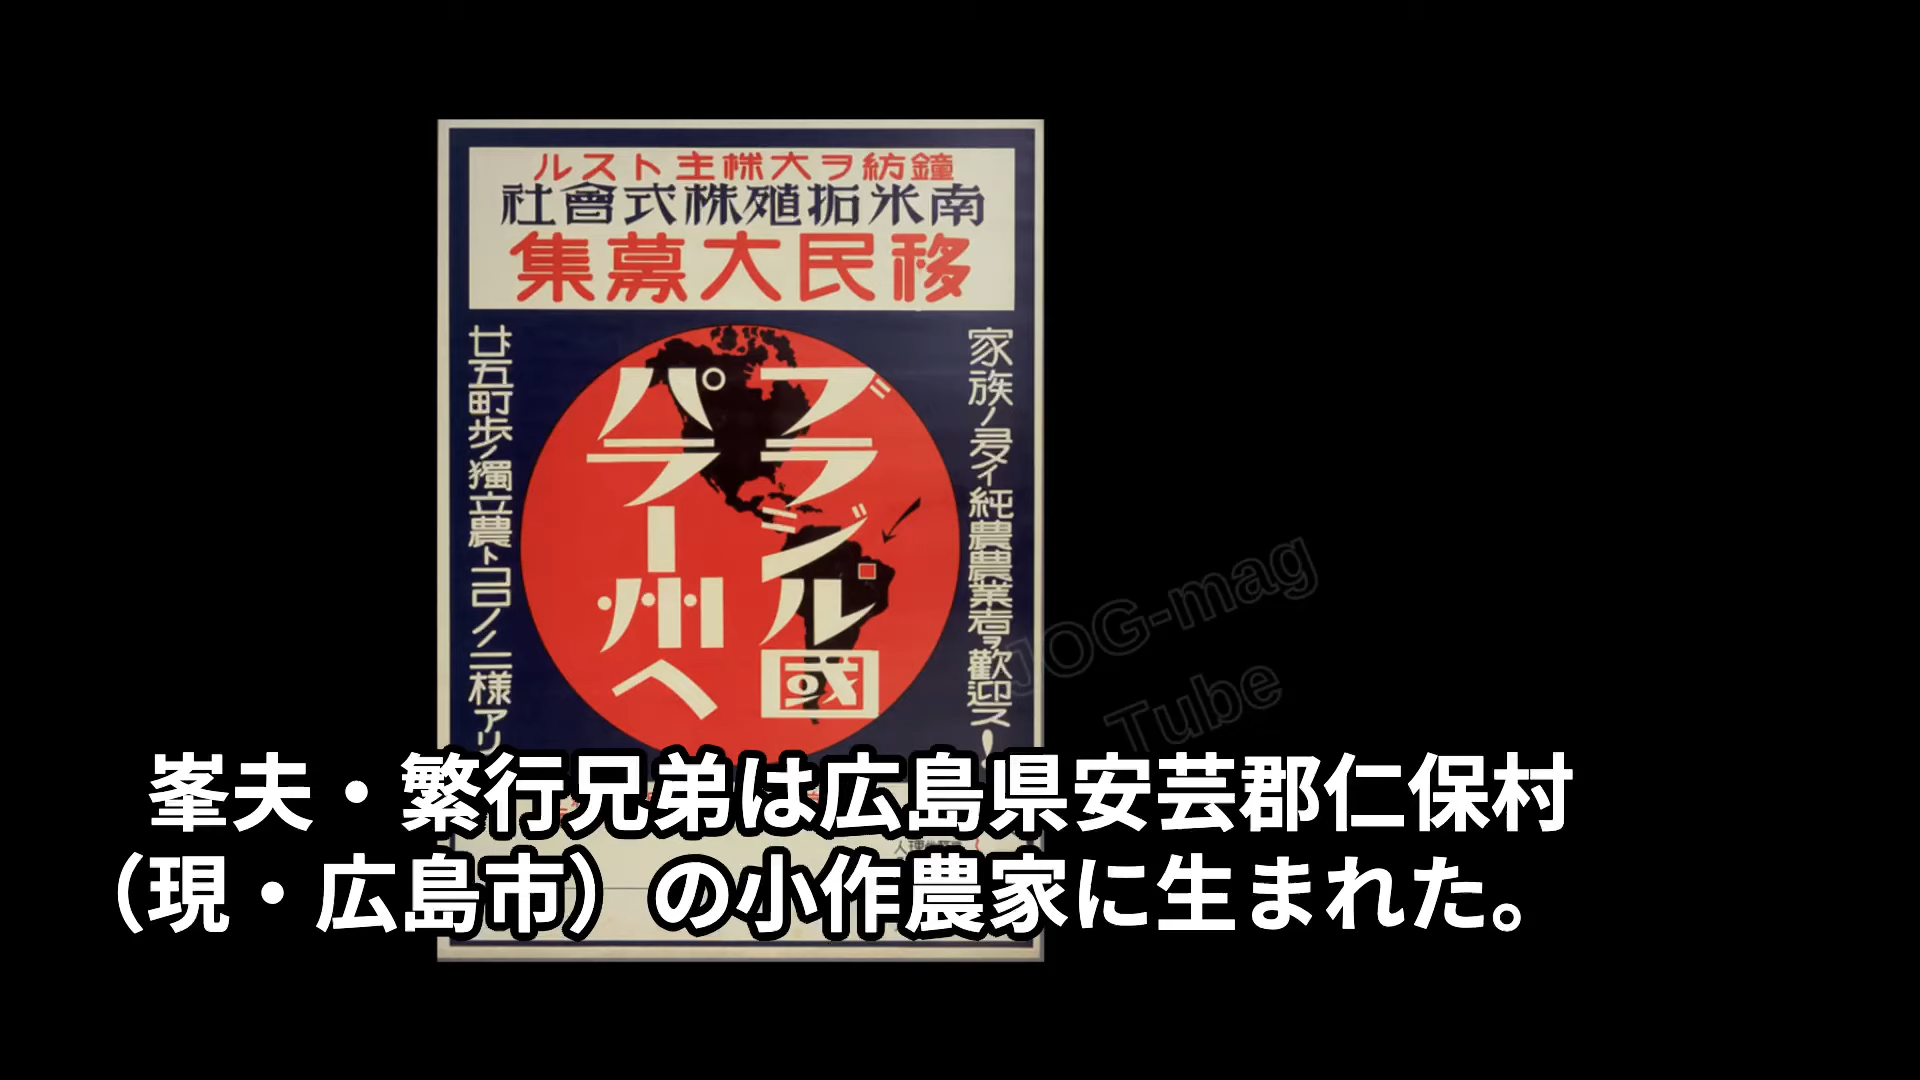 鐘紡ヲ大株主トスル
南米拓殖株式會社
移民大募集
家族ノ多イ純農農業者ヲ歓迎ス!
ブラジル國
パラー州へ
廿五町歩ノ獨立農トコロノ二様アリ
JOG-mag
Tube
峯夫・繁行兄弟は広島県安芸郡仁保村
(現・広島市)の小作農家に生まれた。